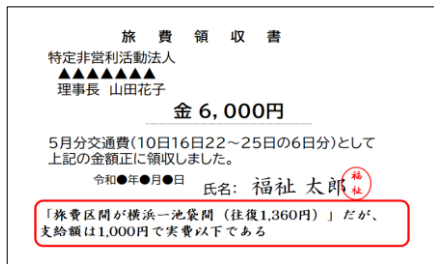 旅 費 領 収 書
特定非営利活動法人
▲▲▲▲▲▲▲
理事長 山田花子
金 6,000円
5月分交通費(10日16日22～25日の6日分)として
上記の金額正に領収しました。
令和●年●月●日
氏名: 福祉 太郎
福祉
「旅費区間が横浜ー池袋間（往復1,360円）」だが、
支給額は1,000円で実費以下である